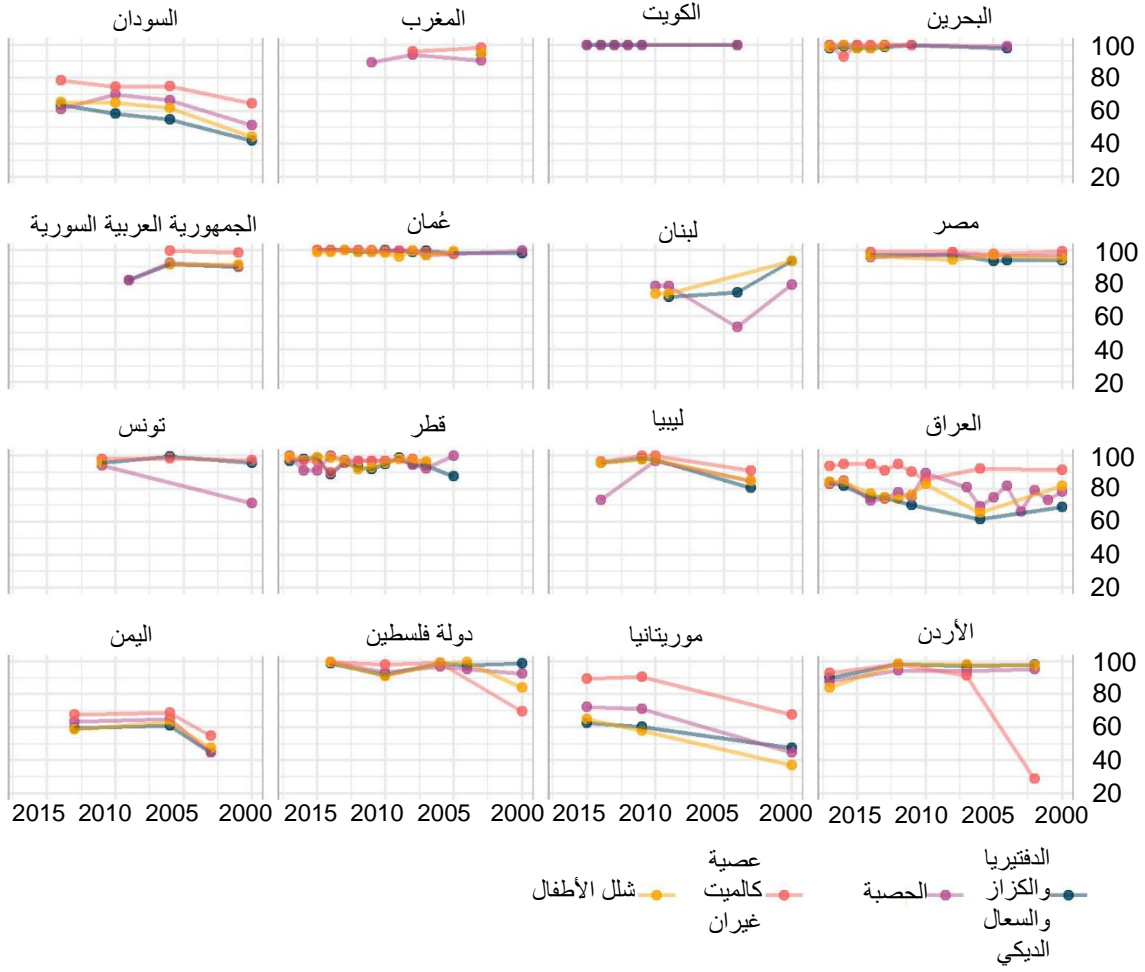 البحرين
الكويت
المغرب
السودان
100
80
60
40
20
مصر
لبنان
عُمان
الجمهورية العربية السورية
100
80
60
40
20
العراق
ليبيا
قطر
تونس
100
80
60
40
20
الأردن
موريتانيا
دولة فلسطين
اليمن
100
80
60
40
20
2015 2010 2005 2000
2015 2010 2005 2000
2015 2010 2005 2000
2015 2010 2005 2000
الدفتيريا
والكزاز
والسعال
الديكي
الحصبة
عصية
كالميت
غيران
شلل الأطفال